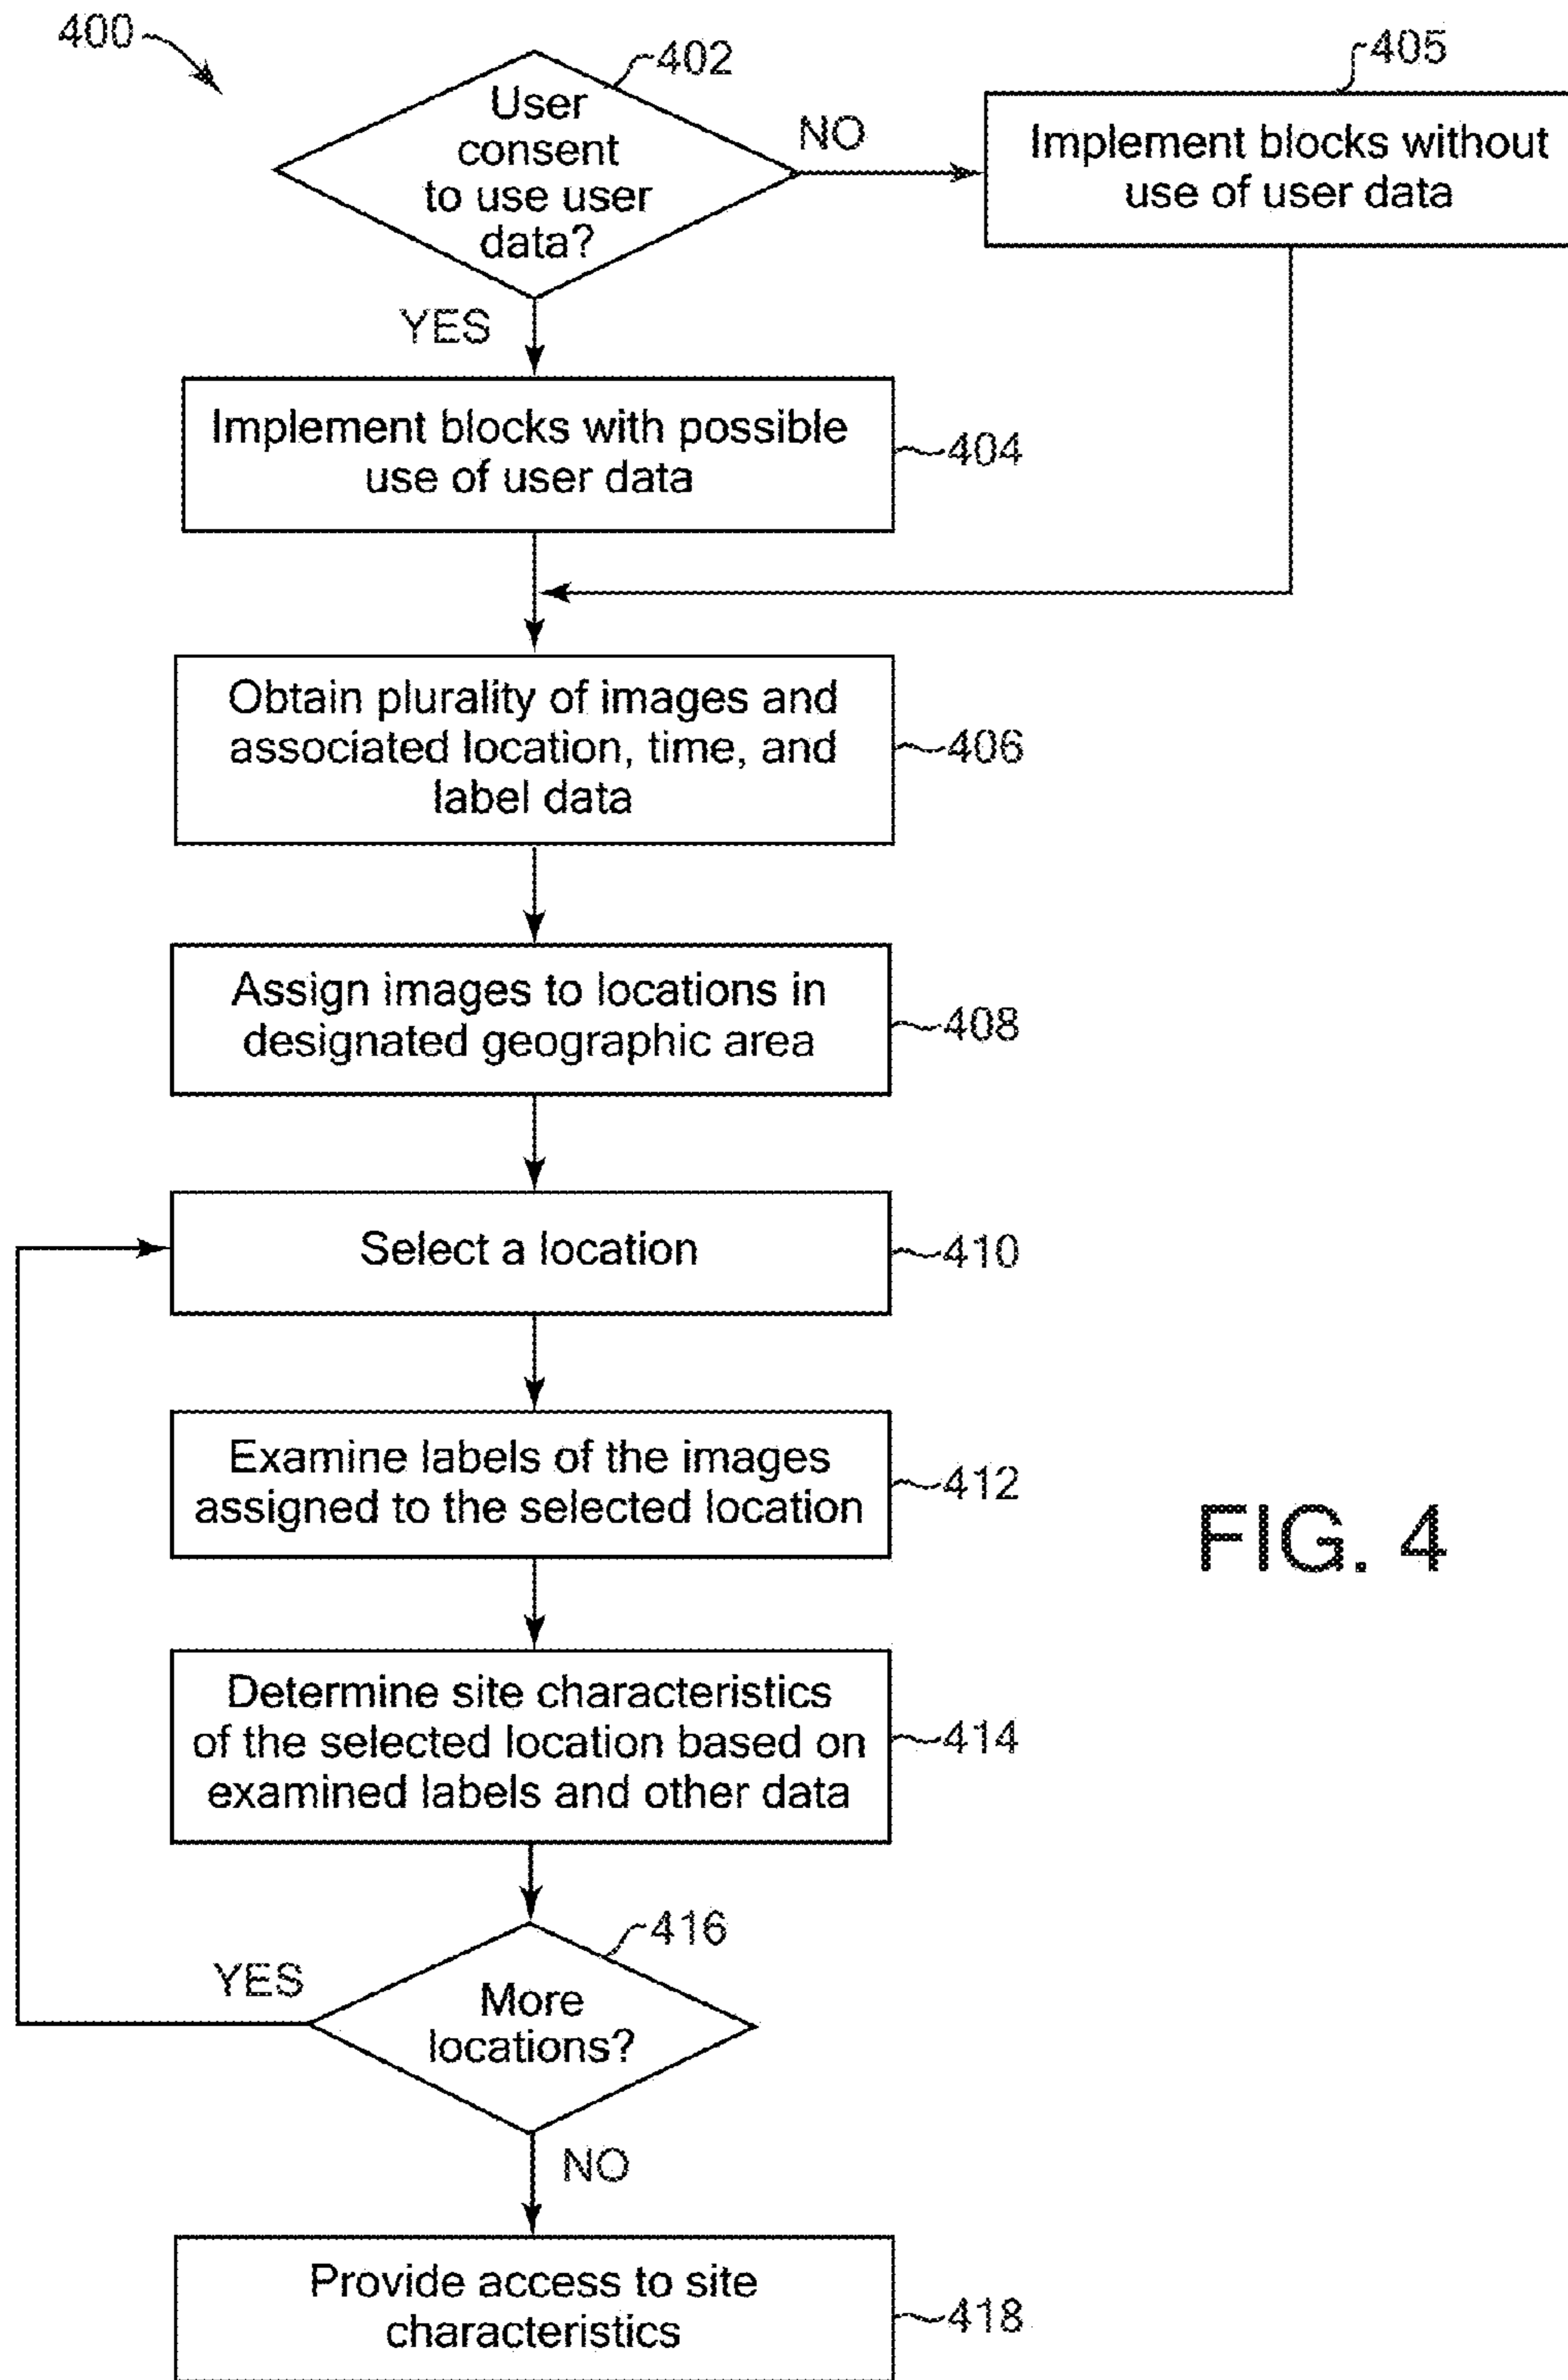 400
402
User
consent
to use user
data?
NO
405
Implement blocks without
use of user data
YES
Implement blocks with possible
use of user data
404
Obtain plurality of images and
associated location, time, and
label data
406
Assign images to locations in
designated geographic area
408
Select a location
410
Examine labels of the images
assigned to the selected location
412
FIG. 4
Determine site characteristics
of the selected location based on
examined labels and other data
414
416
More
locations?
YES
NO
Provide access to site
characteristics
418